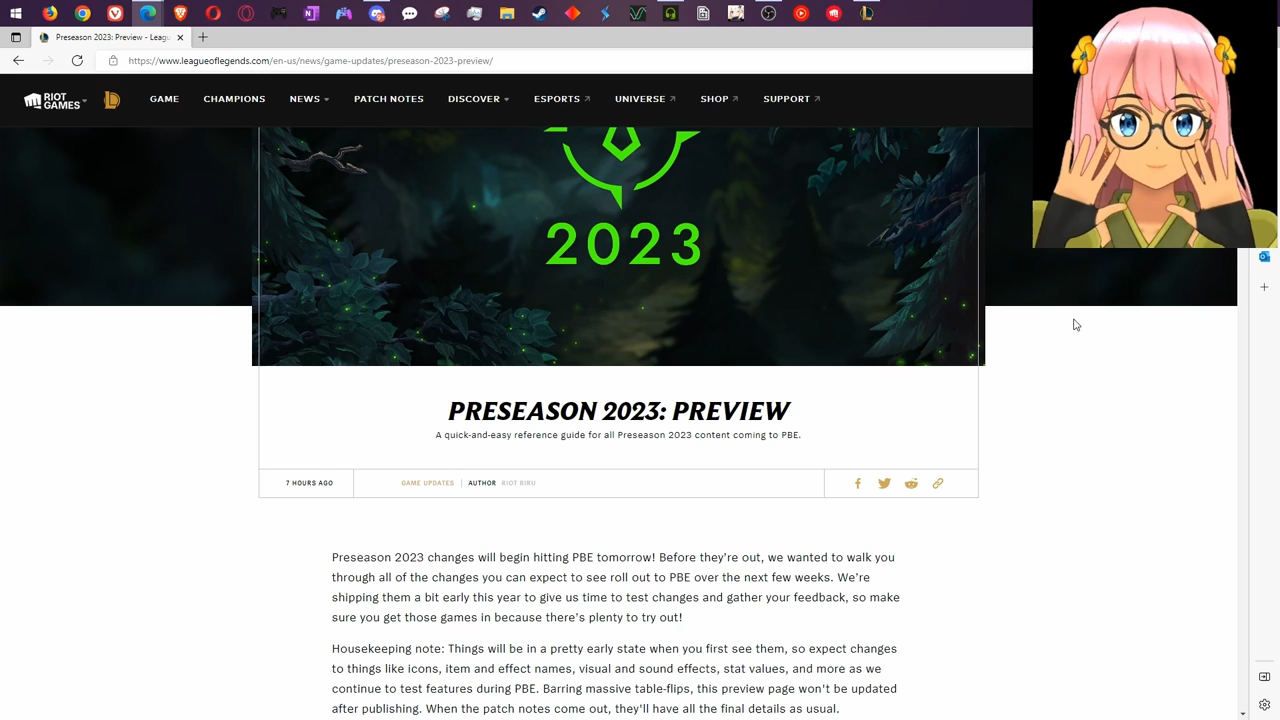 Preseason 2023: Preview - Leag
https://www.leagueoflegends.com/en-us/news/game-updates/preseason-2023-preview/
RIOT GAMES
GAME
CHAMPIONS
NEWS
PATCH NOTES
DISCOVER
ESPORTS
UNIVERSE
SHOP
SUPPORT
2023
PRESEASON 2023: PREVIEW
A quick-and-easy reference guide for all Preseason 2023 content coming to PBE.
7 HOURS AGO
GAME UPDATES | AUTHOR RIOT RIRU
Preseason 2023 changes will begin hitting PBE tomorrow! Before they're out, we wanted to walk you
through all of the changes you can expect to see roll out to PBE over the next few weeks. We're
shipping them a bit early this year to give us time to test changes and gather your feedback, so make
sure you get those games in because there's plenty to try out!
Housekeeping note: Things will be in a pretty early state when you first see them, so expect changes
to things like icons, item and effect names, visual and sound effects, stat values, and more as we
continue to test features during PBE. Barring massive table-flips, this preview page won't be updated
after publishing. When the patch notes come out, they'll have all the final details as usual.